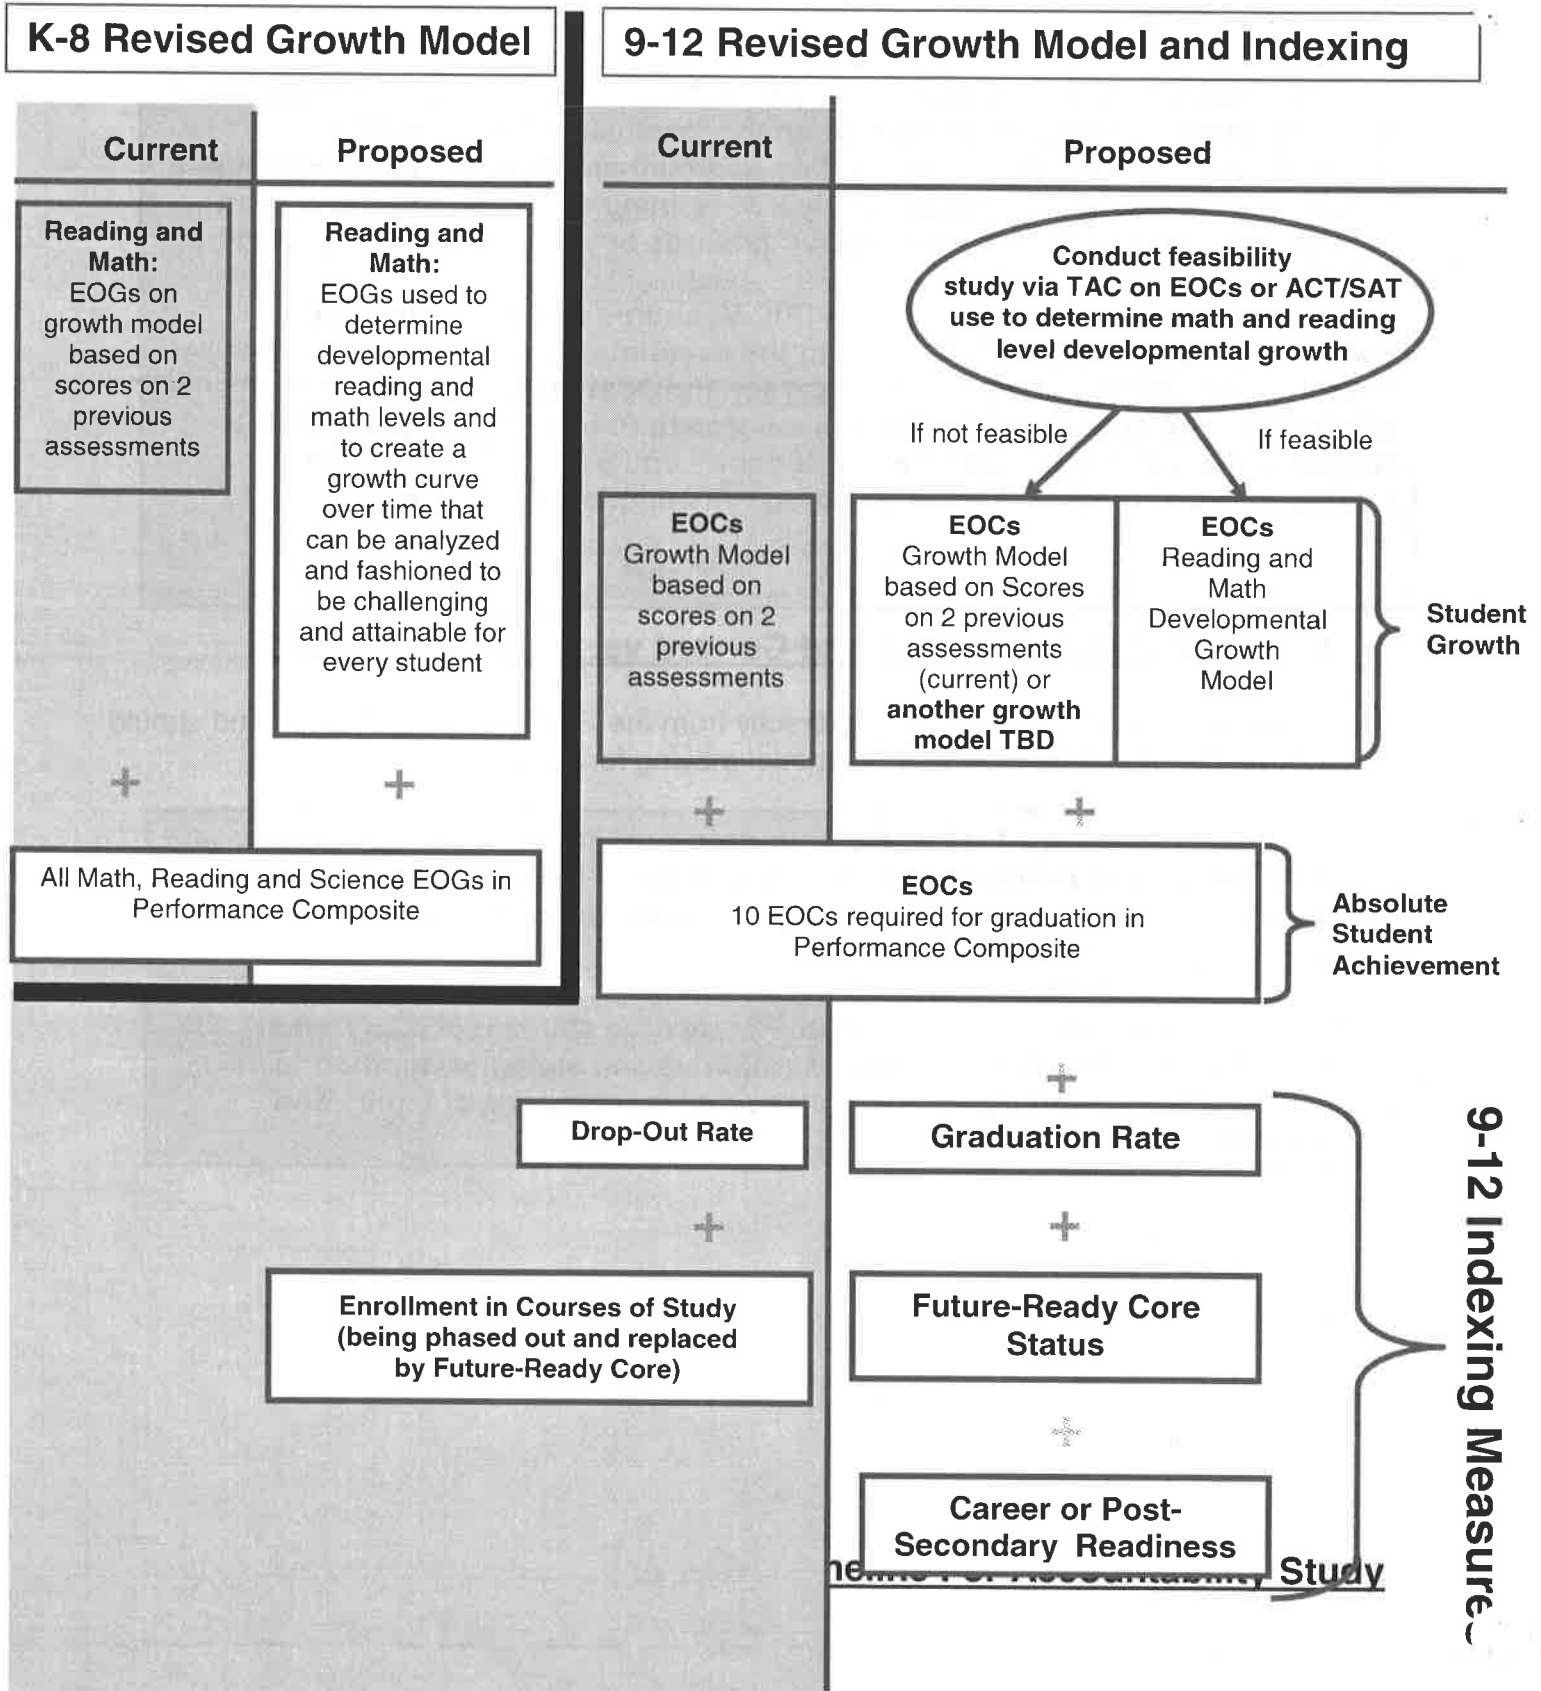 K-8 Revised Growth Model
Current
Proposed
Reading and
Math:
EOGs on
growth model
based on
scores on 2
previous
assessments
Reading and
Math:
EOGs used to
determine
developmental
reading and
math levels and
to create a
growth curve
over time that
can be analyzed
and fashioned to
be challenging
and attainable for
every student
+
+
All Math, Reading and Science EOGs in
Performance Composite
9-12 Revised Growth Model and Indexing
Current
Proposed
Conduct feasibility
study via TAC on EOCs or ACT/SAT
use to determine math and reading
level developmental growth
If not feasible
If feasible
EOCs
Growth Model
based on
scores on 2
previous
assessments
EOCs
Growth Model
based on Scores
on 2 previous
assessments
(current) or
another growth
model TBD
EOCs
Reading and
Math
Developmental
Growth
Model
Student
Growth
+
+
EOCs
10 EOCs required for graduation in
Performance Composite
Absolute
Student
Achievement
+
Drop-Out Rate
Graduation Rate
+
+
Enrollment in Courses of Study
(being phased out and replaced
by Future-Ready Core)
Future-Ready Core
Status
+
Career or Post-
Secondary Readiness
Study
9-12 Indexing Measure